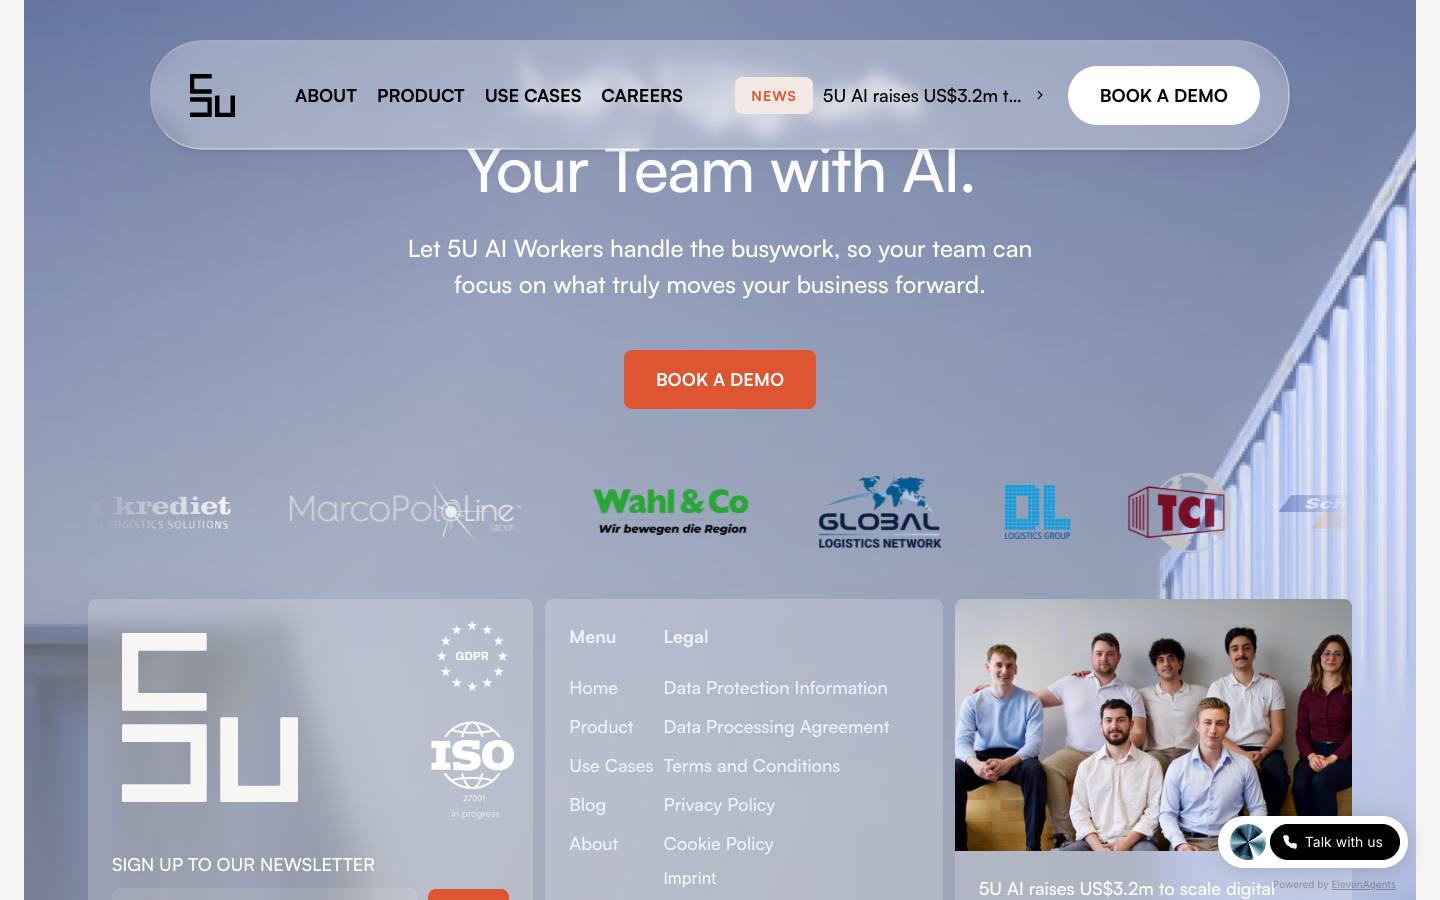 5U
ABOUT PRODUCT USE CASES CAREERS
NEWS 5U AI raises US$3.2m t...
BOOK A DEMO
Your Team with AI.
Let 5U AI Workers handle the busywork, so your team can
focus on what truly moves your business forward.
BOOK A DEMO
krediet
LOGISTICS SOLUTIONS
MarcoPoloLine
GROUP
Wahl & Co
Wir bewegen die Region
GLOBAL
LOGISTICS NETWORK
DL
LOGISTICS GROUP
TCI
Sch
5U
GDPR
ISO
27001
In progress
SIGN UP TO OUR NEWSLETTER
Menu
Home
Product
Use Cases
Blog
About
Legal
Data Protection Information
Data Processing Agreement
Terms and Conditions
Privacy Policy
Cookie Policy
Imprint
5U AI raises US$3.2m to scale digital
Talk with us
Powered by ElevenAgents